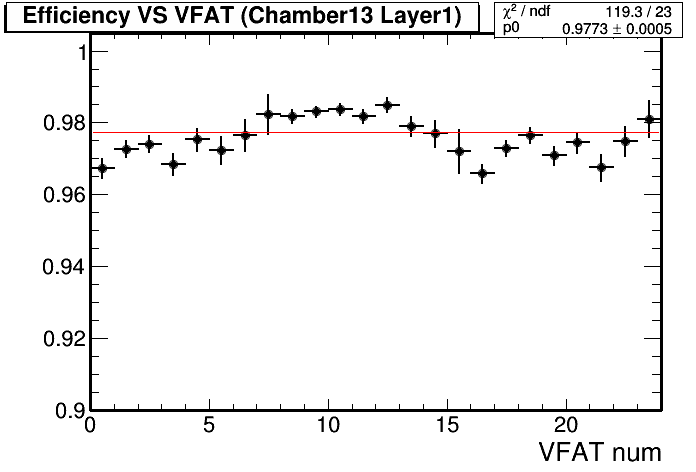 Efficiency VS VFAT (Chamber13 Layer1)
χ² / ndf 119.3 / 23
p0 0.9773 ± 0.0005
1
0.98
0.96
0.94
0.92
0.9
0 5 10 15 20
VFAT num